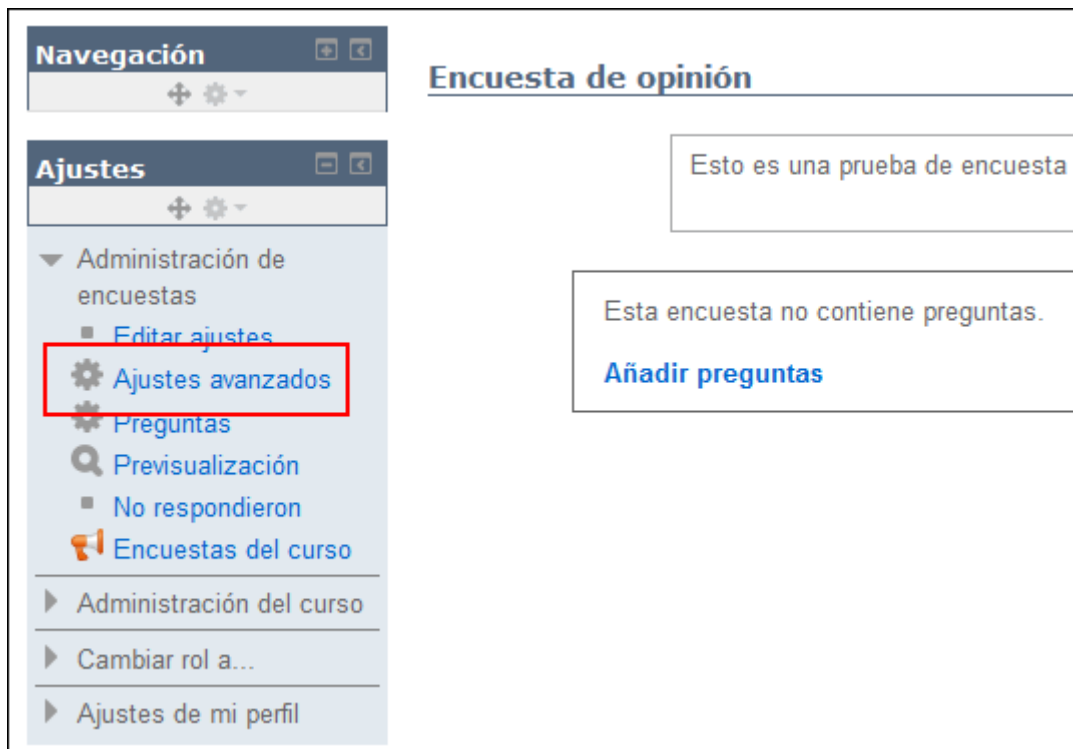 Navegación
Ajustes
Administración de
encuestas
Editar ajustes
Ajustes avanzados
Preguntas
Previsualización
No respondieron
Encuestas del curso
Administración del curso
Cambiar rol a...
Ajustes de mi perfil
Encuesta de opinión
Esto es una prueba de encuesta
Esta encuesta no contiene preguntas.
Añadir preguntas